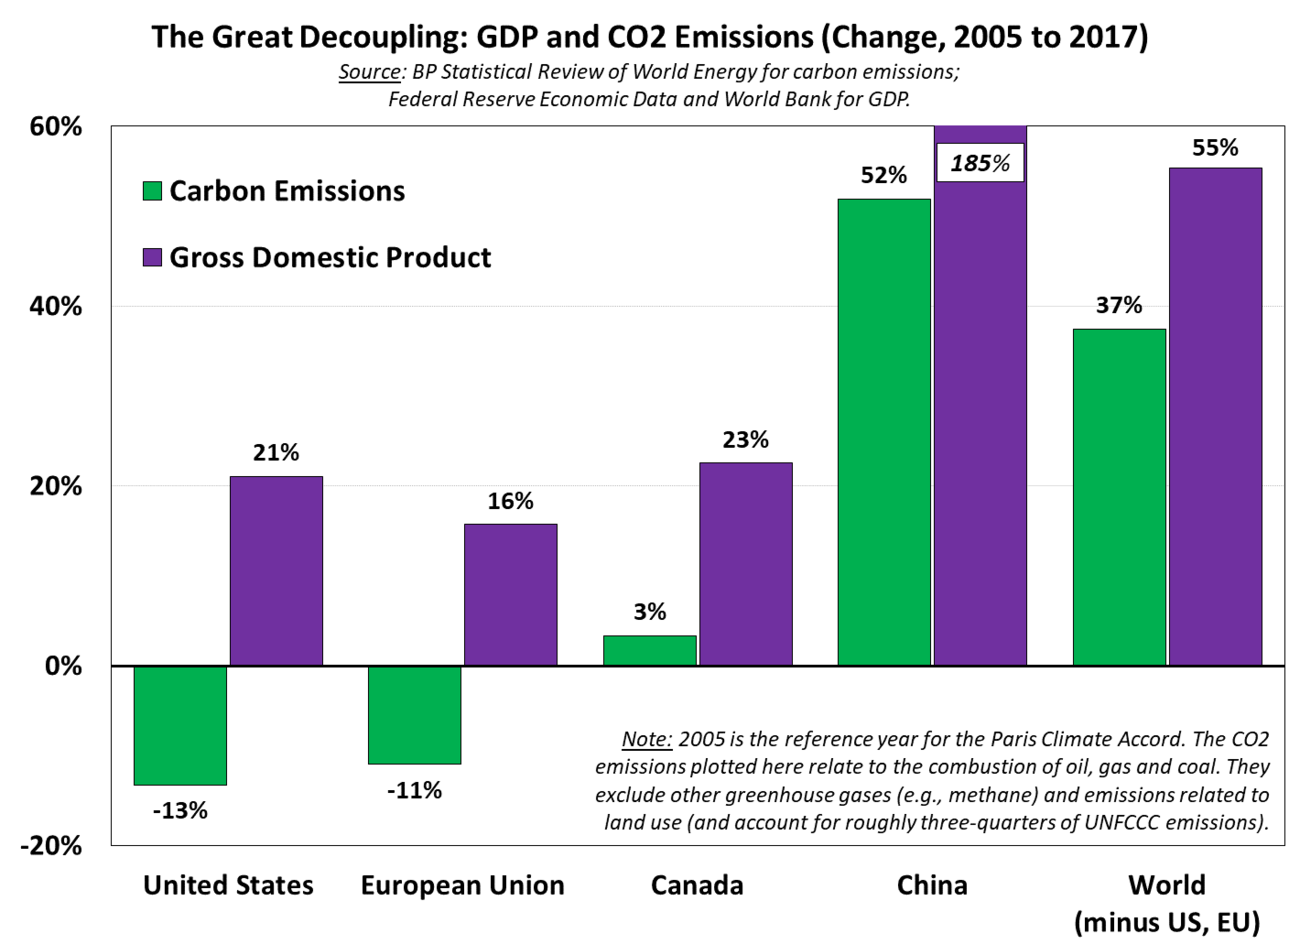 The Great Decoupling: GDP and CO2 Emissions (Change, 2005 to 2017)
Source: BP Statistical Review of World Energy for carbon emissions;
Federal Reserve Economic Data and World Bank for GDP.
60%
40%
20%
0%
-20%
Carbon Emissions
Gross Domestic Product
-13%
21%
-11%
16%
3%
23%
52%
185%
37%
55%
Note: 2005 is the reference year for the Paris Climate Accord. The CO2
emissions plotted here relate to the combustion of oil, gas and coal. They
exclude other greenhouse gases (e.g., methane) and emissions related to
land use (and account for roughly three-quarters of UNFCCC emissions).
United States
European Union
Canada
China
World
(minus US, EU)